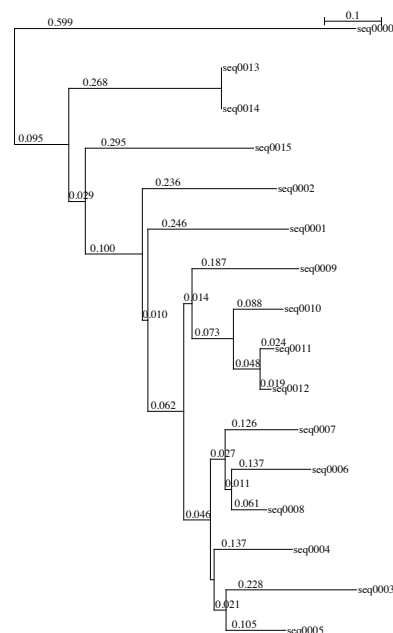 0.1
0.599
seq0000
seq0013
0.268
seq0014
0.095
0.295
seq0015
0.236
seq0002
0.029
0.246
seq0001
0.100
0.187
seq0009
0.014
0.088
seq0010
0.010
0.073
0.024
seq0011
0.048
0.019
seq0012
0.062
0.126
seq0007
0.027
0.137
seq0006
0.011
0.061
seq0008
0.046
0.137
seq0004
0.228
seq0003
0.021
0.105
seq0005